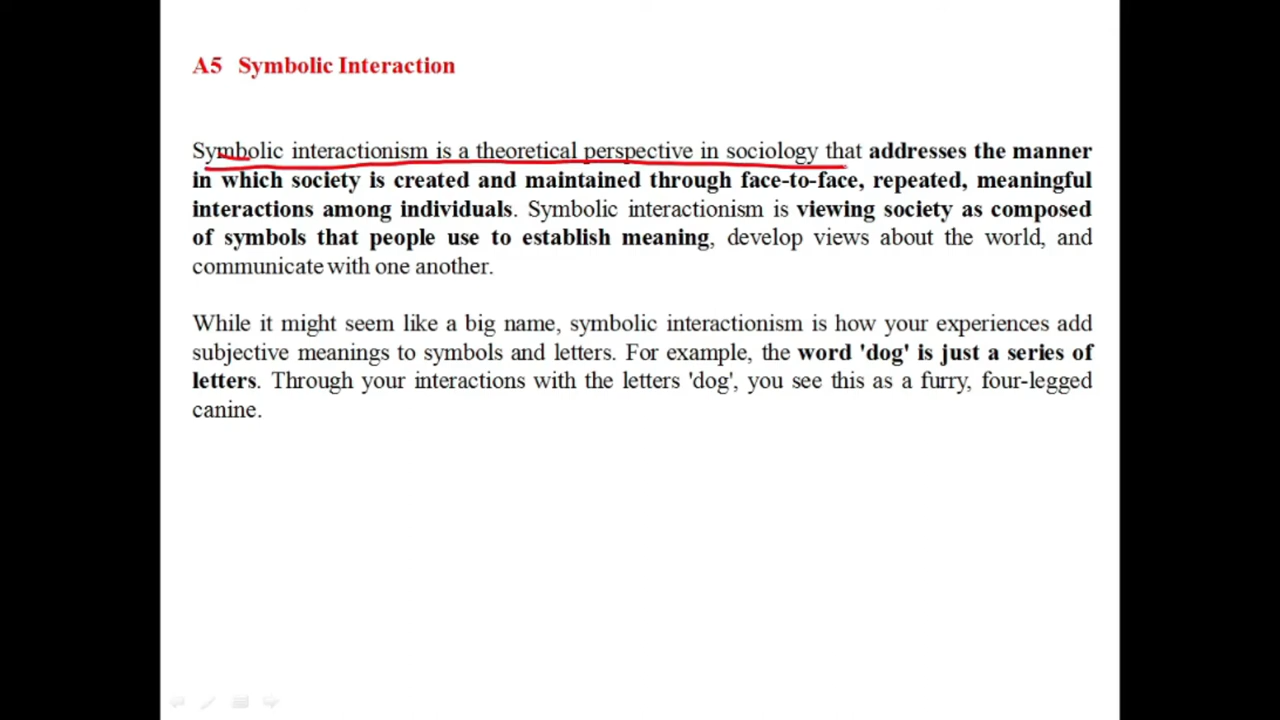 A5 Symbolic Interaction
Symbolic interactionism is a theoretical perspective in sociology that addresses the manner
in which society is created and maintained through face-to-face, repeated, meaningful
interactions among individuals. Symbolic interactionism is viewing society as composed
of symbols that people use to establish meaning, develop views about the world, and
communicate with one another.
While it might seem like a big name, symbolic interactionism is how your experiences add
subjective meanings to symbols and letters. For example, the word 'dog' is just a series of
letters. Through your interactions with the letters 'dog', you see this as a furry, four-legged
canine.